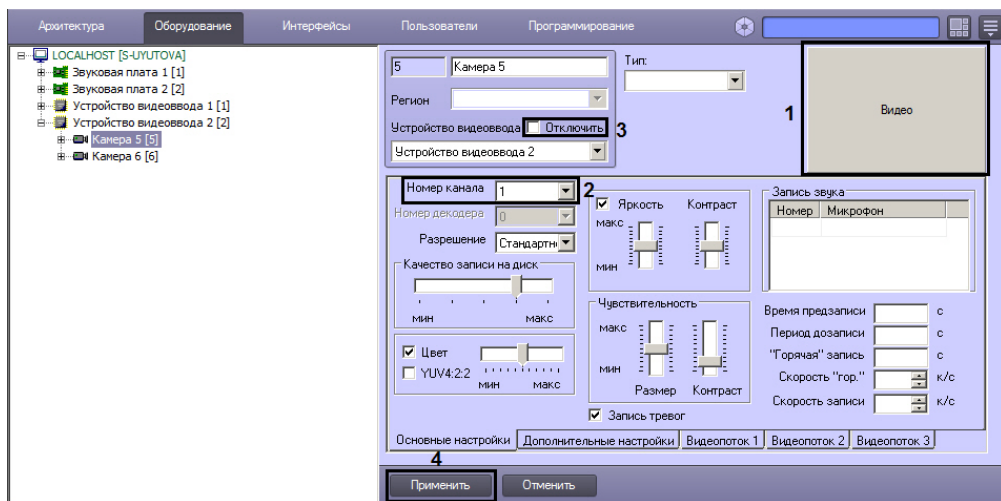 Архитектура Оборудование Интерфейсы Пользователи Программирование
LOCALHOST [S-UYUTOVA]
Звуковая плата 1 [1]
Звуковая плата 2 [2]
Устройство видеоввода 1 [1]
Устройство видеоввода 2 [2]
Камера 5 [5]
Камера 6 [6]
5 Камера 5
Тип:
Регион
Устройство видеоввода Отключить 3
Устройство видеоввода 2
1 Видео
Номер канала 1 2
Номер декодера 0
Разрешение Стандартн
Качество записи на диск
мин макс
Цвет
YUV4:2:2
мин макс
Яркость Контраст
макс
мин
Чувствительность
макс
мин
Размер Контраст
Запись тревог
Запись звука
Номер Микрофон
Время предзаписи с
Период дозаписи с
"Горячая" запись с
Скорость "гор." к/с
Скорость записи к/с
Основные настройки Дополнительные настройки Видеопоток 1 Видеопоток 2 Видеопоток 3
4
Применить Отменить